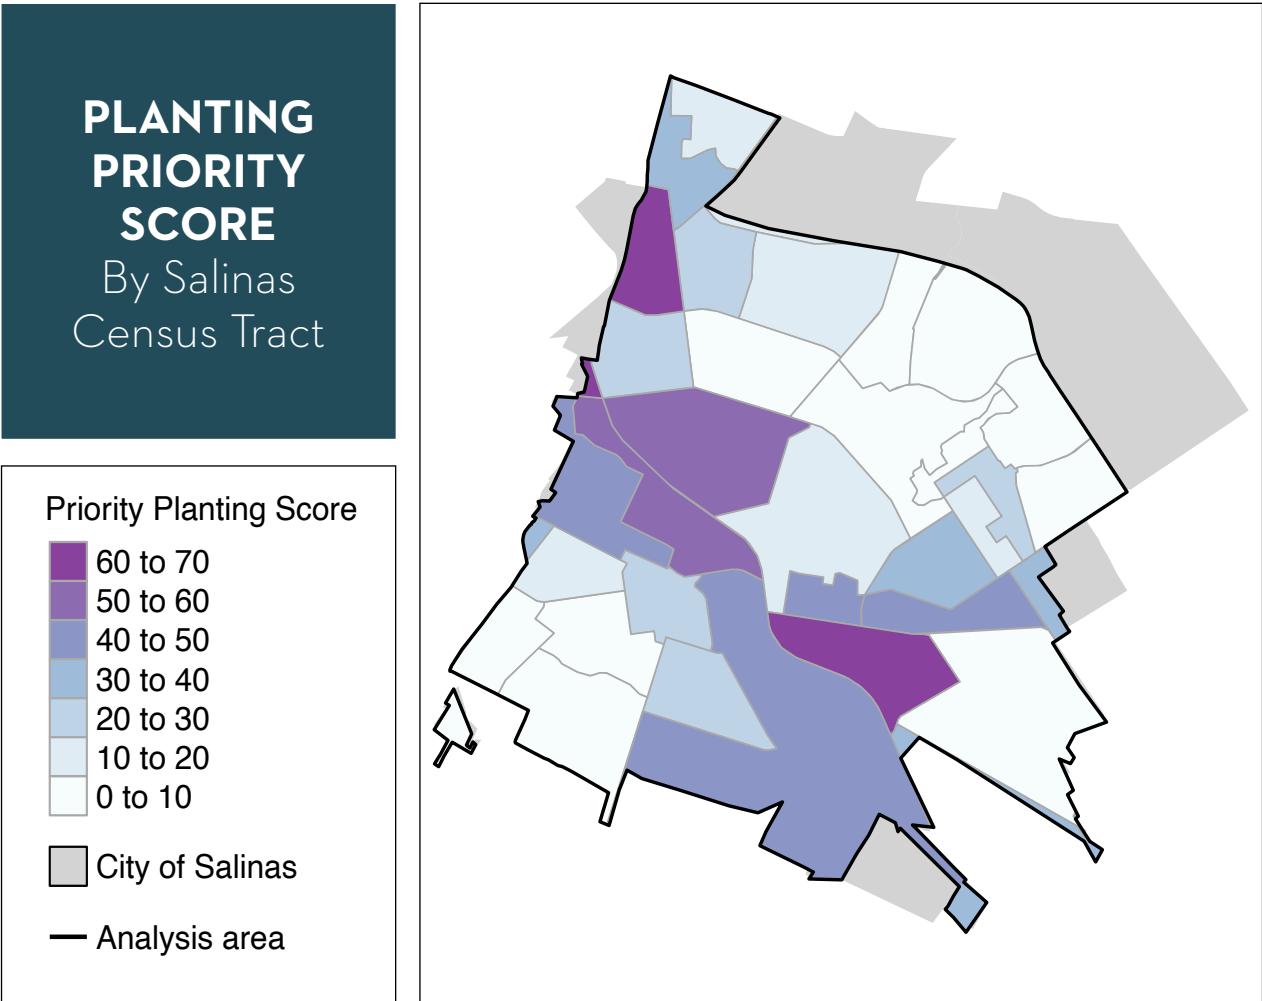 PLANTING
PRIORITY
SCORE
By Salinas
Census Tract
Priority Planting Score
60 to 70
50 to 60
40 to 50
30 to 40
20 to 30
10 to 20
0 to 10
City of Salinas
Analysis area